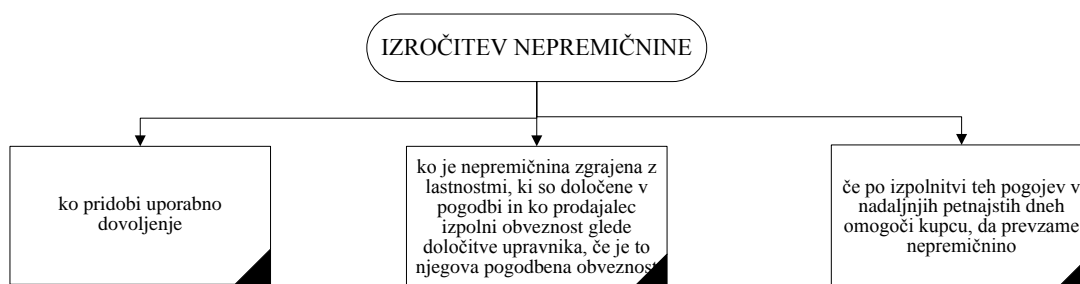 IZROČITEV NEPREMIČNINE
ko pridobi uporabno
dovoljenje
ko je nepremičnina zgrajena z
lastnostmi, ki so določene v
pogodbi in ko prodajalec
izpolni obveznost glede
določitve upravnika, če je to
njegova pogodbena obveznost
če po izpolnitvi teh pogojev v
nadaljnjih petnajstih dneh
omogoči kupcu, da prevzame
nepremičnino